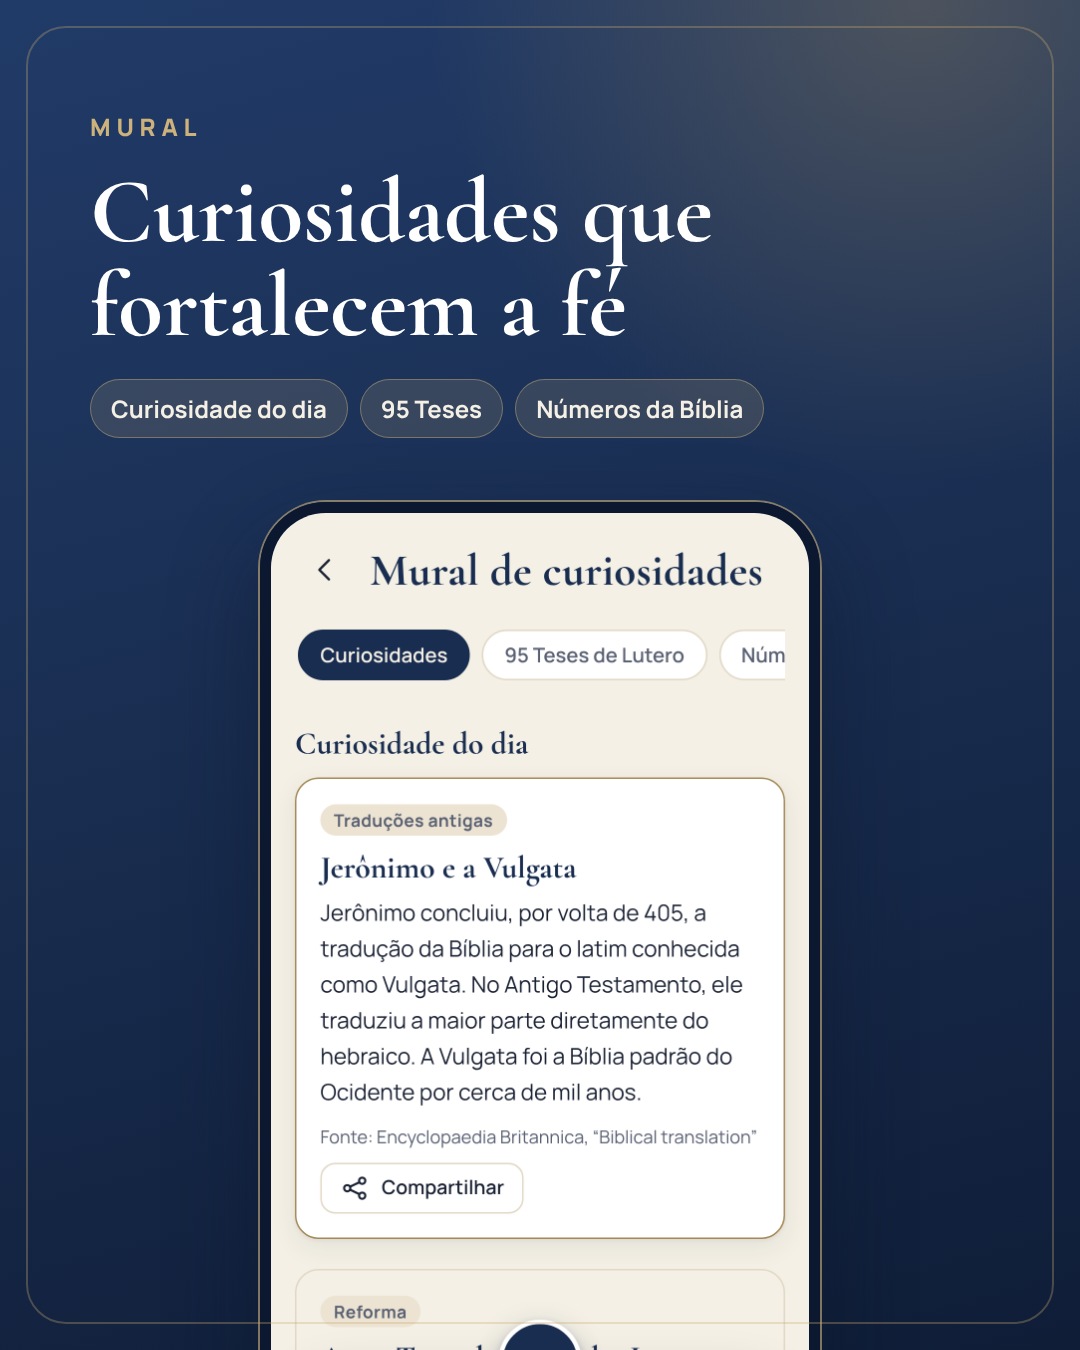 MURAL
Curiosidades que
fortalecem a fé
Curiosidade do dia
95 Teses
Números da Bíblia
Mural de curiosidades
Curiosidades
95 Teses de Lutero
Curiosidade do dia
Traduções antigas
Jerônimo e a Vulgata
Jerônimo concluiu, por volta de 405, a
tradução da Bíblia para o latim conhecida
como Vulgata. No Antigo Testamento, ele
traduziu a maior parte diretamente do
hebraico. A Vulgata foi a Bíblia padrão do
Ocidente por cerca de mil anos.
Fonte: Encyclopaedia Britannica, “Biblical translation”
Compartilhar
Reforma